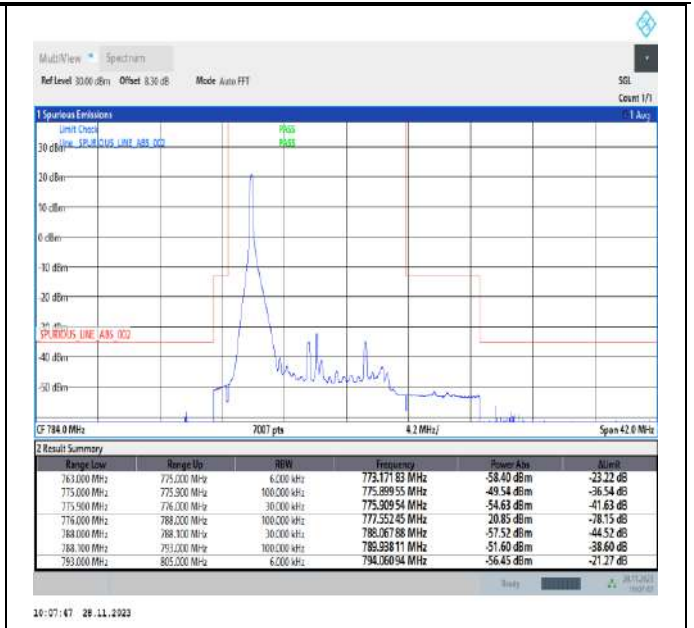 MultiView Spectrum
Ref Level 30.00 dBm Offset 8.30 dB Mode Auto FFT SGL
Count 1/1
1 Spurious Emissions 1 Avg
Limit Check PASS
Line SPURIOUS_LINE_ABS_002 PASS
30 dBm
20 dBm
10 dBm
0 dBm
-10 dBm
-20 dBm
SPURIOUS_LINE_ABS_002
-40 dBm
-50 dBm
CF 784.0 MHz 7007 pts 4.2 MHz/ Span 42.0 MHz
2 Result Summary
Range Low Range Up RBW Frequency Power Abs ΔLimit
763.000 MHz 775.000 MHz 6.000 kHz 773.17183 MHz -58.40 dBm -23.22 dB
775.000 MHz 775.900 MHz 100.000 kHz 775.89955 MHz -49.54 dBm -36.54 dB
775.900 MHz 776.000 MHz 30.000 kHz 775.90954 MHz -54.63 dBm -41.63 dB
776.000 MHz 788.000 MHz 100.000 kHz 777.55245 MHz 20.85 dBm -78.15 dB
788.000 MHz 788.100 MHz 30.000 kHz 788.06788 MHz -57.52 dBm -44.52 dB
788.100 MHz 793.000 MHz 100.000 kHz 789.93811 MHz -51.60 dBm -38.60 dB
793.000 MHz 805.000 MHz 6.000 kHz 794.06094 MHz -56.45 dBm -21.27 dB
Ready 28.11.2023
10:07:47 28.11.2023